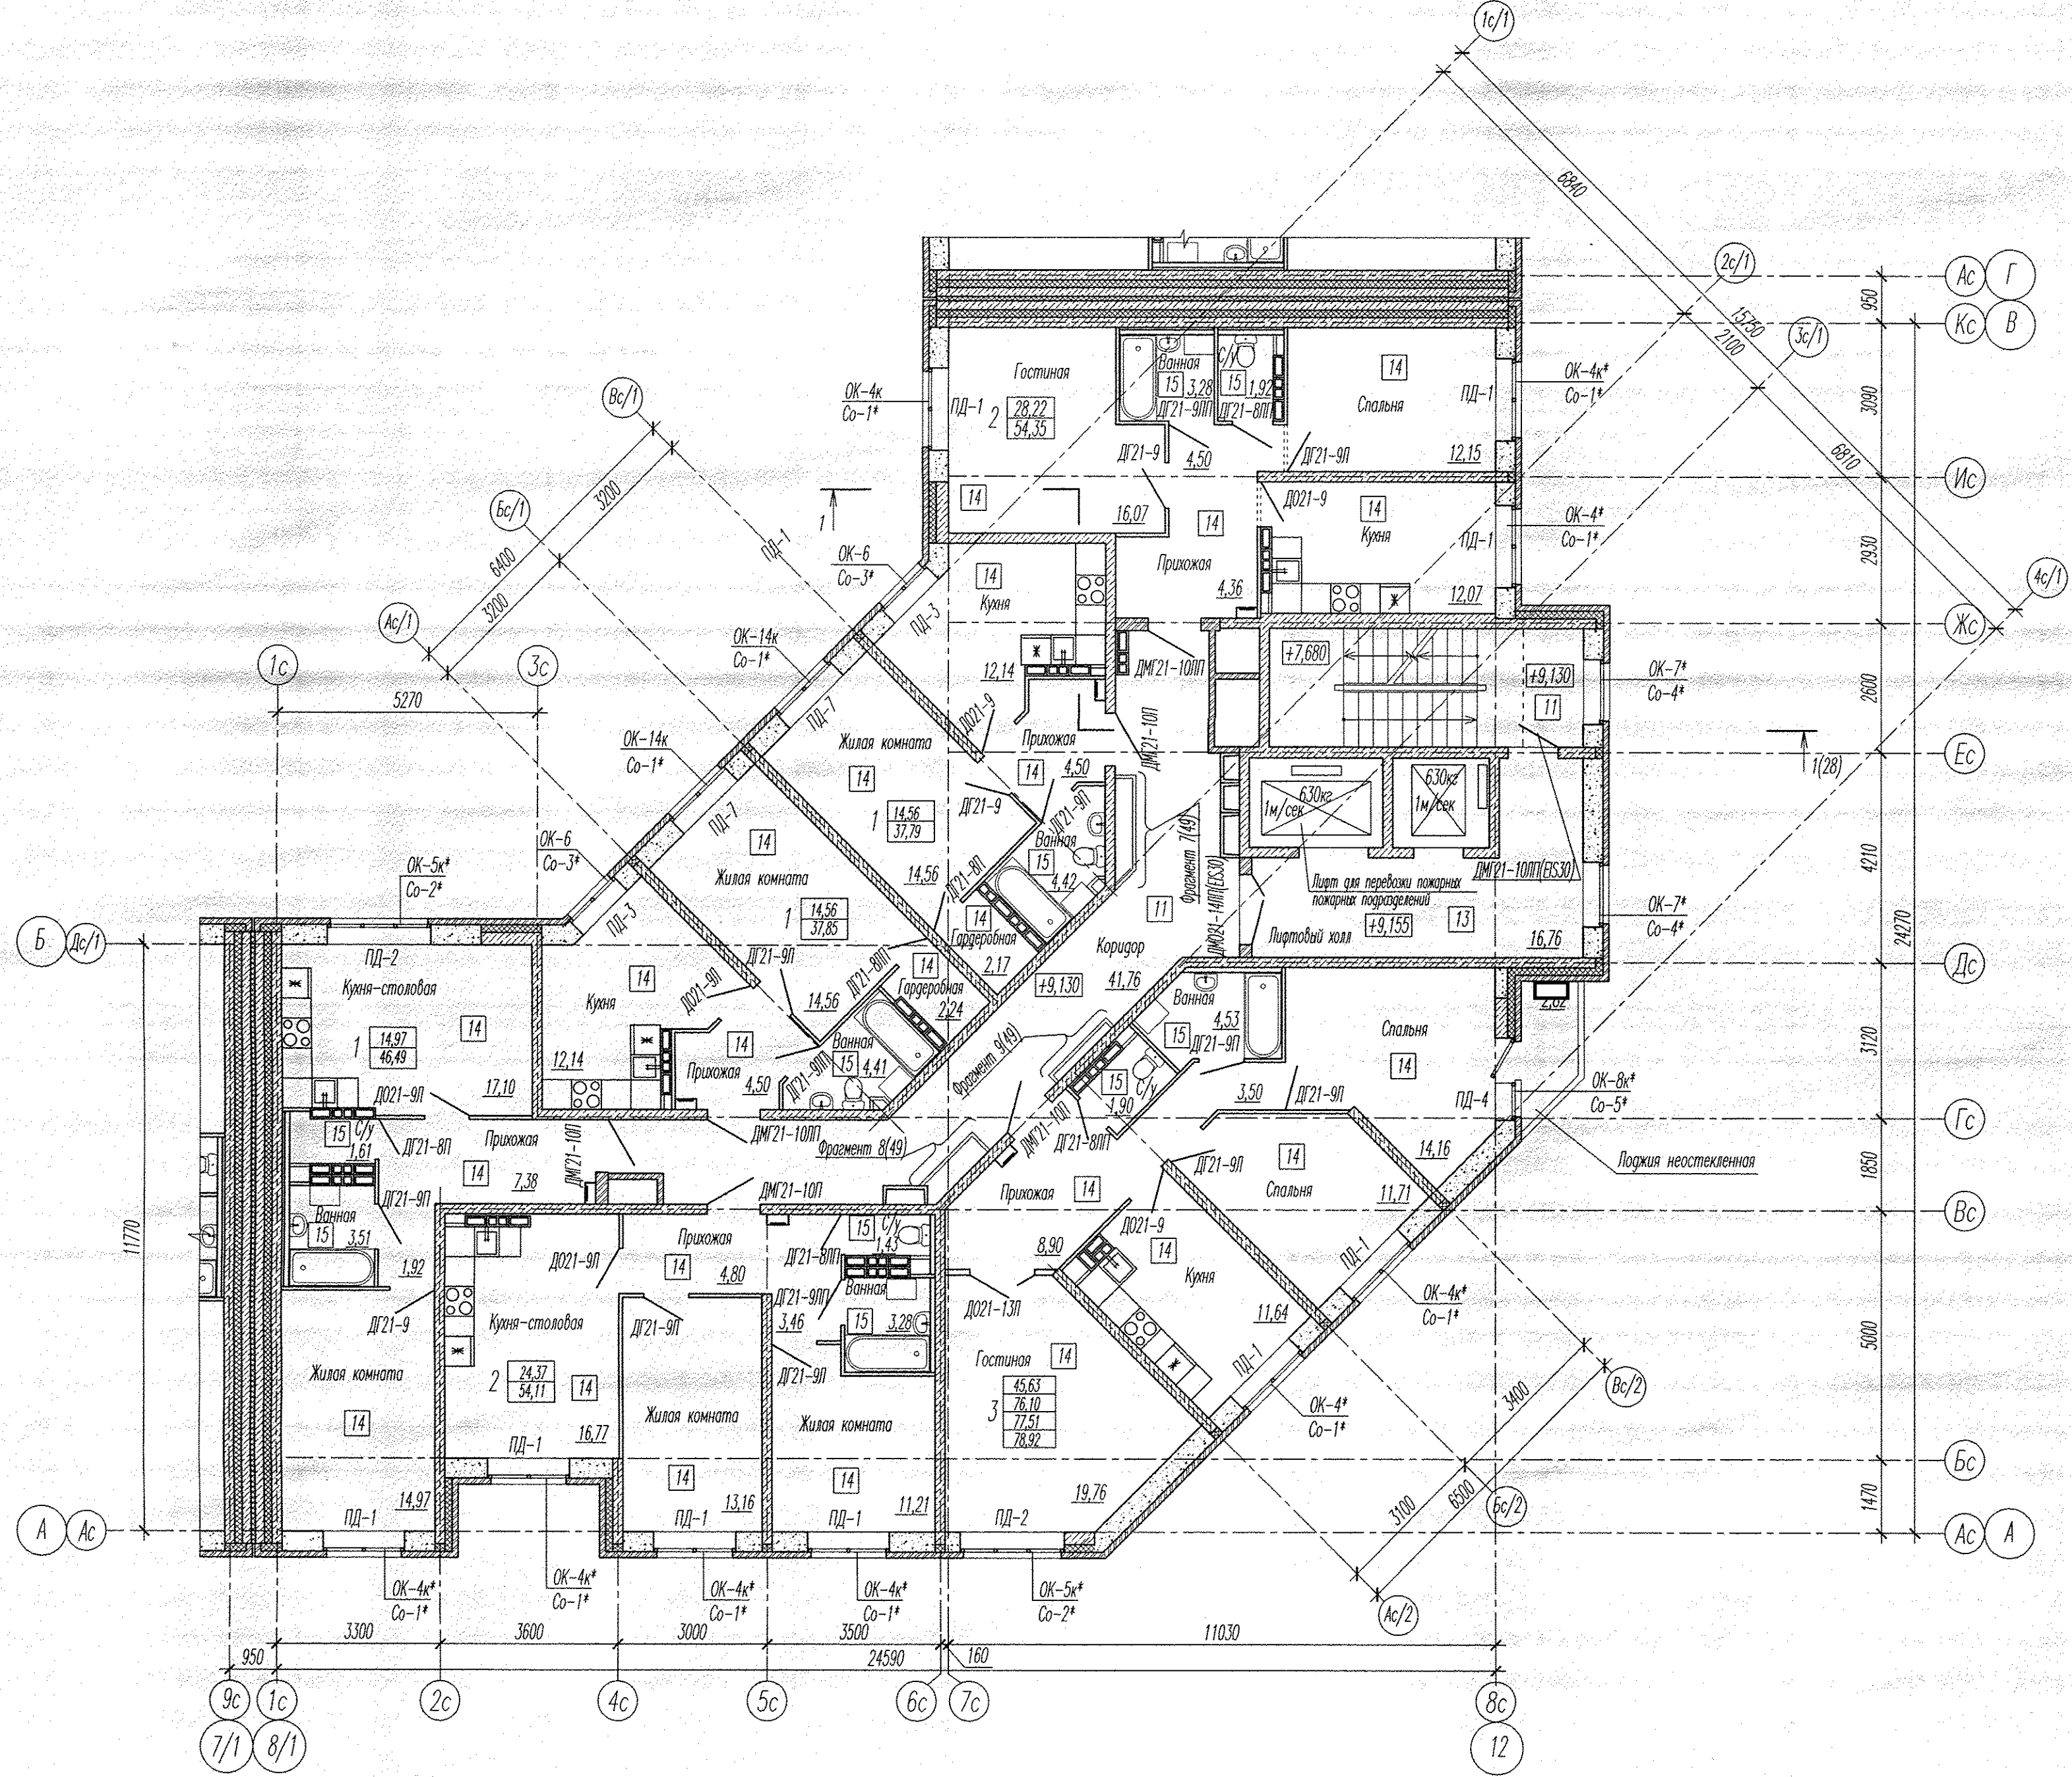 1с/1
6840
2с/1
Ас
Г
950
15750
Кс
В
2100
3с/1
Гостиная
Ванная
С/у
14
15
3,28
15
1,92
ОК-4к
Со-1*
ПД-1
ДГ21-9ПП
ДГ21-8ПП
Спальня
ПД-1
ОК-4к*
Со-1*
3090
2
28,22
54,35
Вс/1
ДГ21-9
4,50
ДГ21-9П
12,15
6810
Ис
3200
Бс/1
14
16,07
14
ДО21-9
14
Кухня
ПД-1
ОК-4*
Со-1*
1
ПД-1
6400
ОК-6
Со-3*
14
Кухня
Прихожая
4,36
12,07
2930
4с/1
3200
Ас/1
ПД-3
Жс
ОК-14к
Со-1*
12,14
ДМГ21-10ЛП
+7,680
+9,130
11
ОК-7*
Со-4*
2600
1с
3с
5270
ПД-7
ДО21-9
Прихожая
ДМГ21-10П
ОК-14к
Со-1*
Жилая комната
14
14
4,50
1(28)
Ес
ПД-7
14
1
14,56
37,79
ДГ21-9
ДГ21-9П
Ванная
15
4,42
Фрагмент 7(49)
630кг
1м/сек
630кг
1м/сек
ОК-6
Со-3*
ОК-5к*
Со-2*
Жилая комната
14,56
ДГ21-8П
ДМО21-14ЛП(EIS30)
ДМГ21-10ЛП(EIS30)
4210
Лифт для перевозки пожарных
пожарных подразделений
ПД-3
1
14,56
37,85
14
Гардеробная
11
+9,155
13
ОК-7*
Со-4*
24270
Б
Дс/1
Лифтовый холл
16,76
ПД-2
Кухня-столовая
14
Кухня
ДО21-9П
ДГ21-9П
ДГ21-8ПП
14
Гардеробная
2,17
Коридор
+9,130
41,76
Дс
14,56
2,24
Ванная
4,53
1
14,97
46,49
14
12,14
14
Прихожая
4,50
Ванная
15
4,41
ДГ21-9ПП
Фрагмент 9(49)
15
ДГ21-9П
Спальня
14
3120
17,10
ДО21-9П
15
С/у
1,90
3,50
ДГ21-9П
ПД-4
ОК-8к*
Со-5*
15
С/у
1,61
ДГ21-8П
Прихожая
14
7,38
ДМГ21-10П
ДМГ21-10ЛП
Фрагмент 8(49)
ДМГ21-10П
ДГ21-8ПП
Гс
14,16
Лоджия неостекленная
11770
ДГ21-9П
ДМГ21-10П
Прихожая
14
ДГ21-9П
14
Спальня
11,71
1850
Ванная
15
3,51
1,92
Вс
ДО21-9П
Прихожая
14
4,80
15
С/у
1,43
ДГ21-8ПП
8,90
ДО21-9
14
Кухня
ПД-1
ДГ21-9
Кухня-столовая
ДГ21-9П
ДГ21-9ПП
3,46
Ванная
15
3,28
ДО21-13П
11,64
ОК-4к*
Со-1*
5000
Жилая комната
14
2
24,37
54,11
14
ДГ21-9П
Гостиная
14
ПД-1
Вс/2
3
45,63
76,10
77,51
78,92
ОК-4*
Со-1*
3400
Жилая комната
Жилая комната
ПД-1
16,77
14
14
Бс
14,97
13,16
11,21
19,76
Бс/2
ПД-1
ПД-1
ПД-1
ПД-2
3100
6500
1470
А
Ас
Ас
А
ОК-4к*
Со-1*
ОК-4к*
Со-1*
ОК-4к*
Со-1*
ОК-4к*
Со-1*
ОК-5к*
Со-2*
Ас/2
3300
3600
3000
3500
11030
950
24590
160
9с
1с
2с
4с
5с
6с
7с
8с
7/1
8/1
12